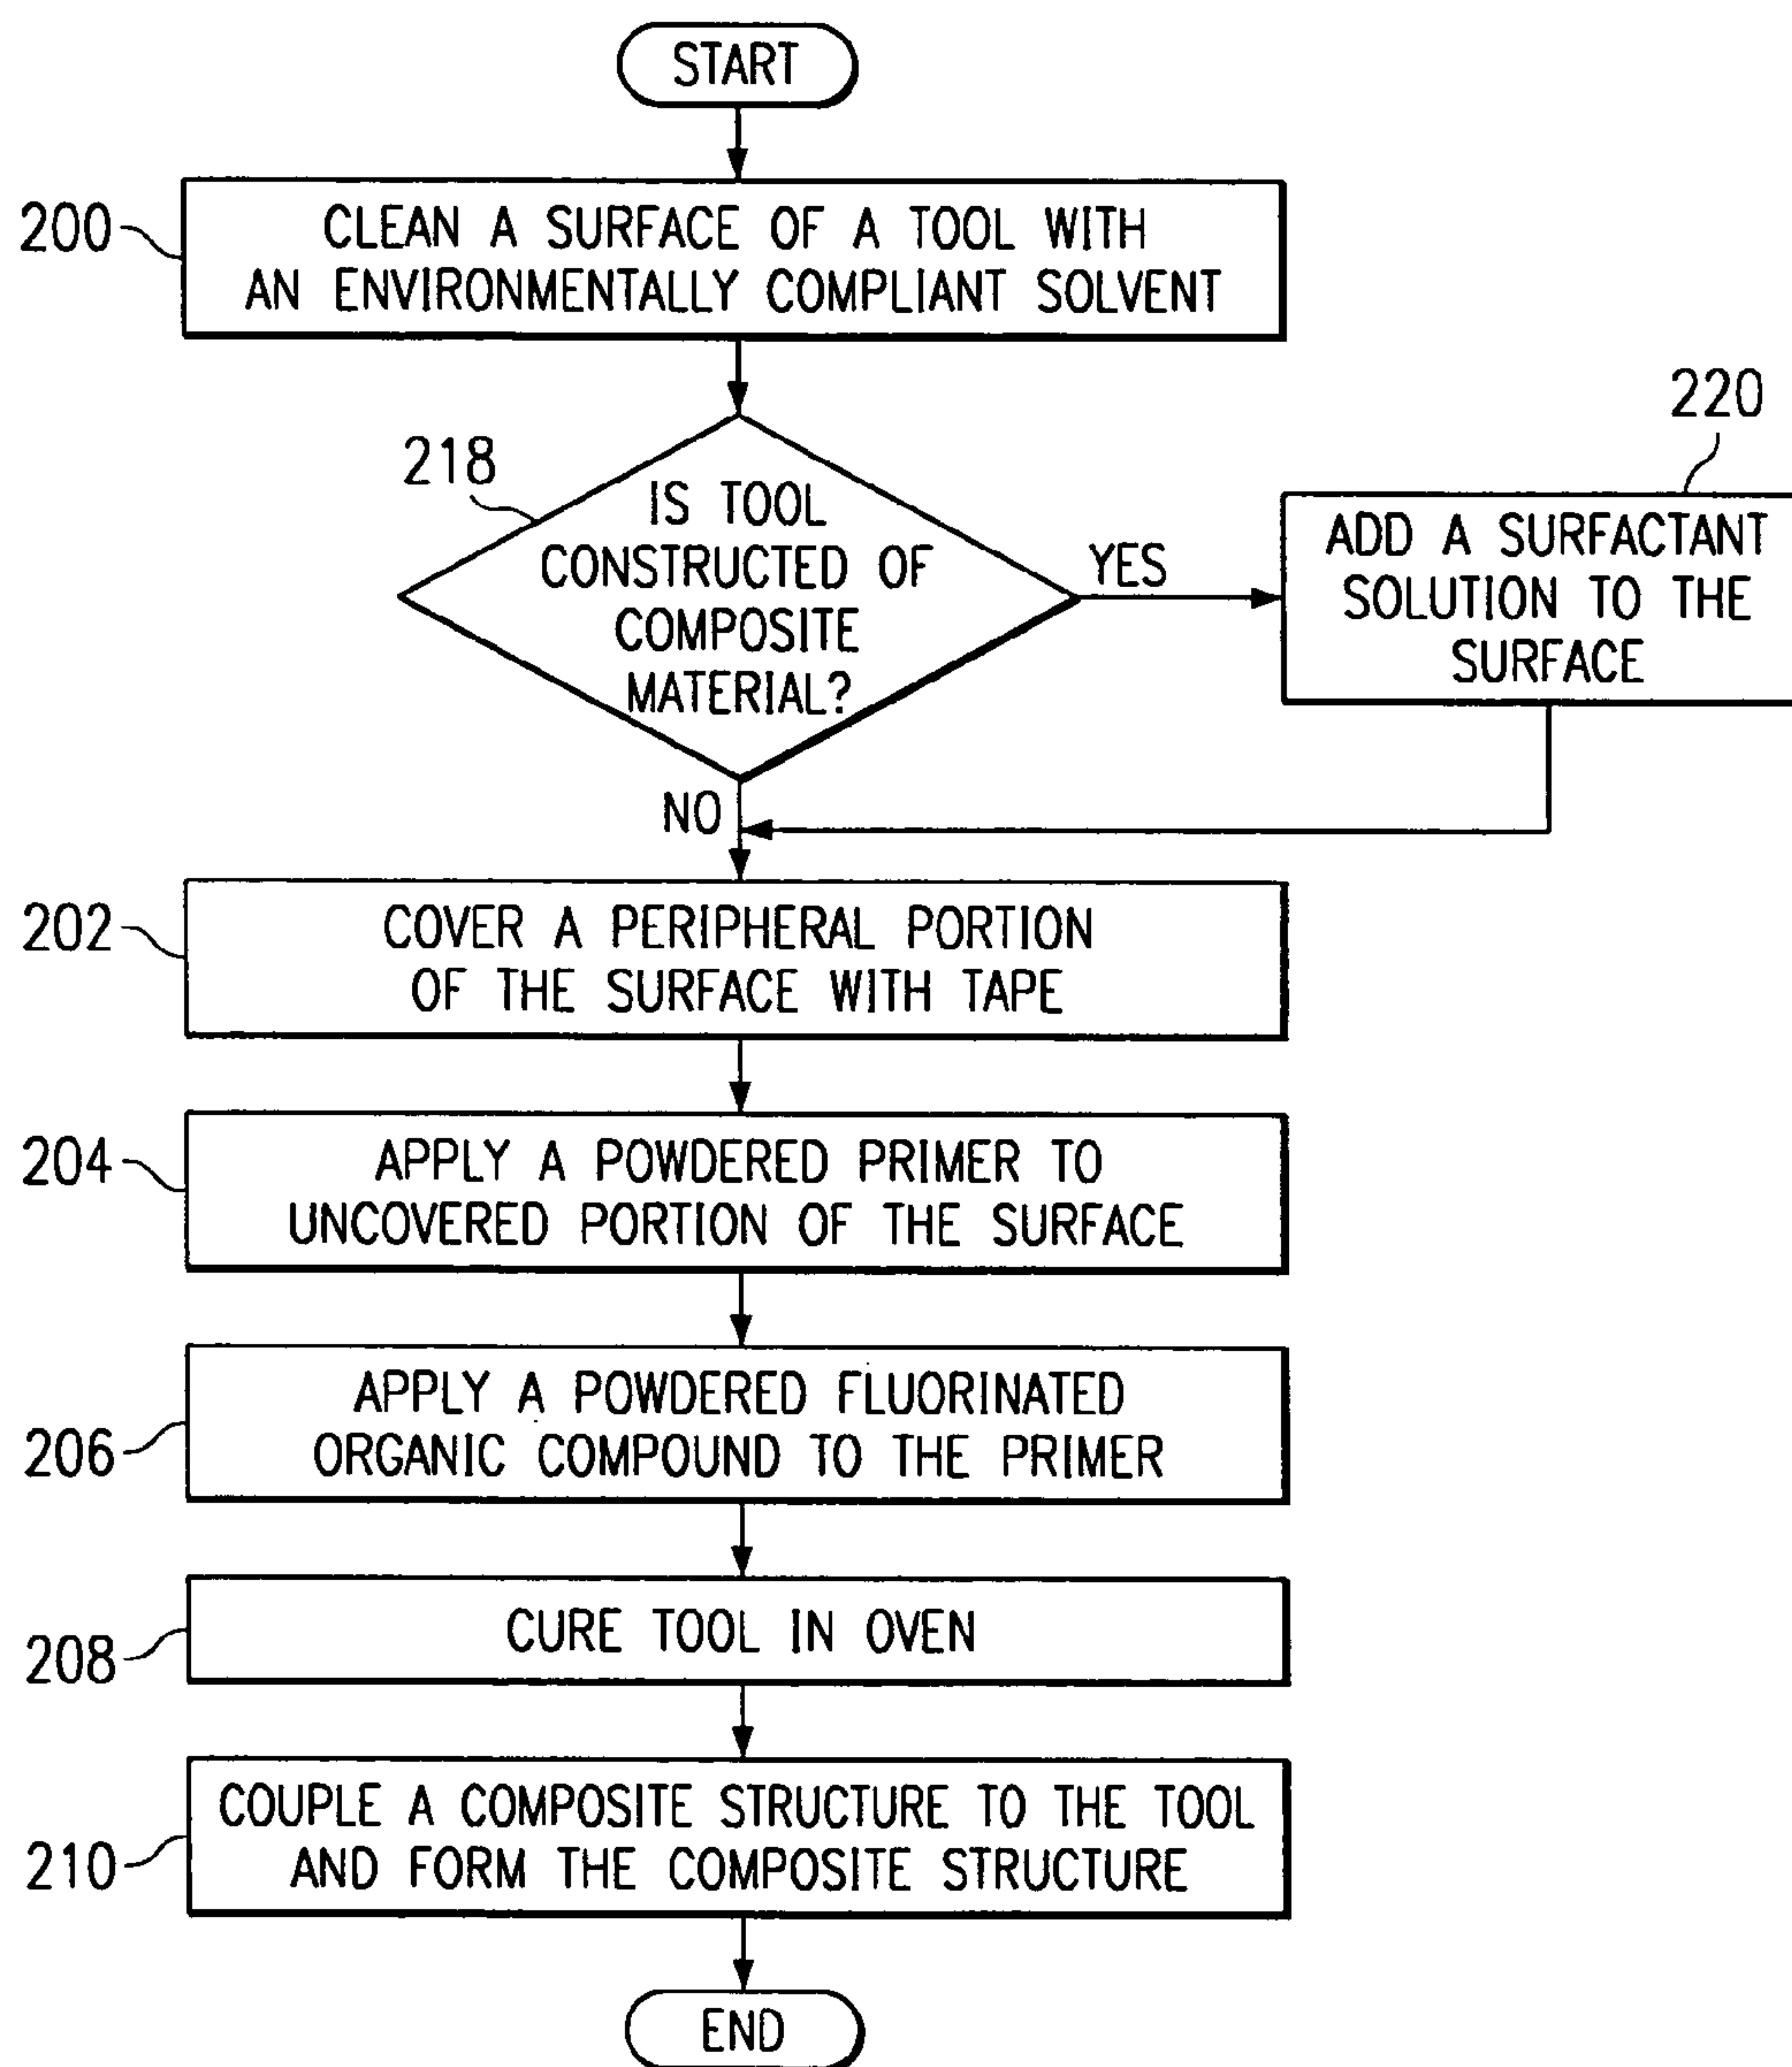 START
200
CLEAN A SURFACE OF A TOOL WITH
AN ENVIRONMENTALLY COMPLIANT SOLVENT
218
IS TOOL
CONSTRUCTED OF
COMPOSITE
MATERIAL?
YES
220
ADD A SURFACTANT
SOLUTION TO THE
SURFACE
NO
202
COVER A PERIPHERAL PORTION
OF THE SURFACE WITH TAPE
204
APPLY A POWDERED PRIMER TO
UNCOVERED PORTION OF THE SURFACE
206
APPLY A POWDERED FLUORINATED
ORGANIC COMPOUND TO THE PRIMER
208
CURE TOOL IN OVEN
210
COUPLE A COMPOSITE STRUCTURE TO THE TOOL
AND FORM THE COMPOSITE STRUCTURE
END